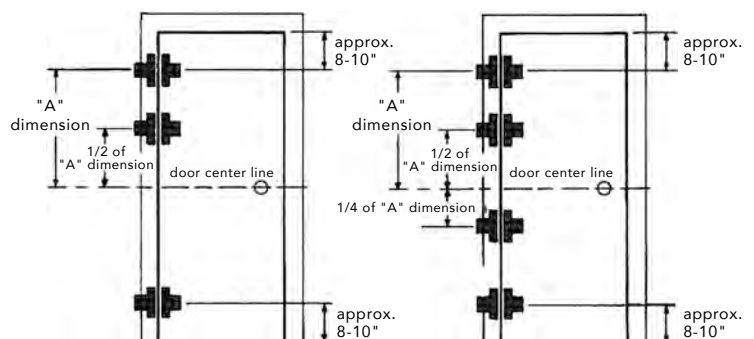 approx.
8-10"
"A"
dimension
1/2 of
"A" dimension
door center line
approx.
8-10"
approx.
8-10"
"A"
dimension
1/2 of
"A" dimension
door center line
1/4 of "A" dimension
approx.
8-10"